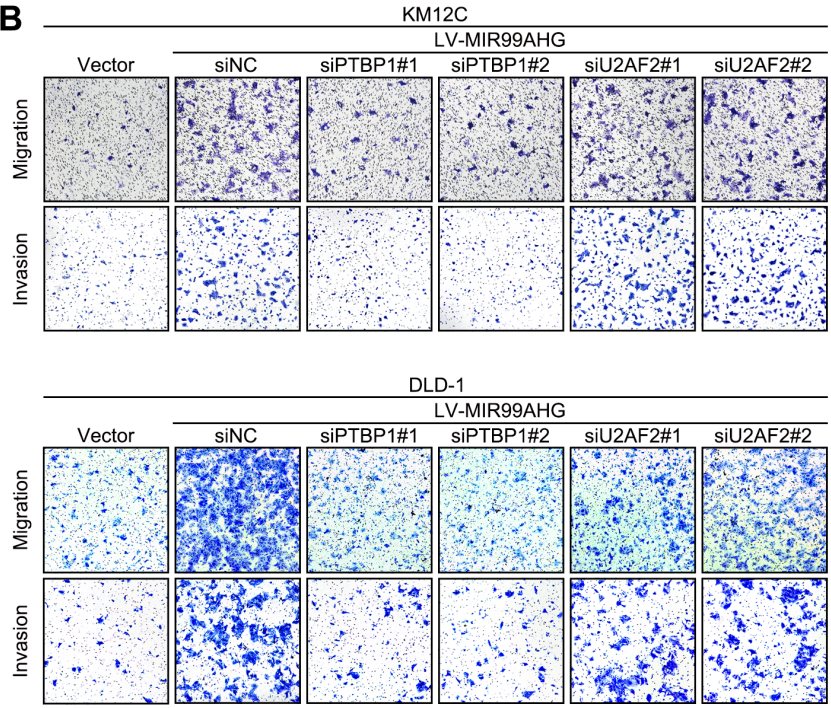 B
KM12C
LV-MIR99AHG
Vector siNC siPTBP1#1 siPTBP1#2 siU2AF2#1 siU2AF2#2
Migration
Invasion
DLD-1
LV-MIR99AHG
Vector siNC siPTBP1#1 siPTBP1#2 siU2AF2#1 siU2AF2#2
Migration
Invasion